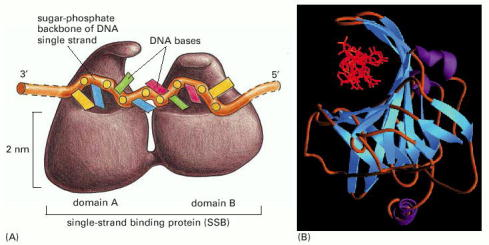 sugar-phosphate
backbone of DNA
single strand
DNA bases
3′
5′
2 nm
domain A
domain B
single-strand binding protein (SSB)
(A)
(B)